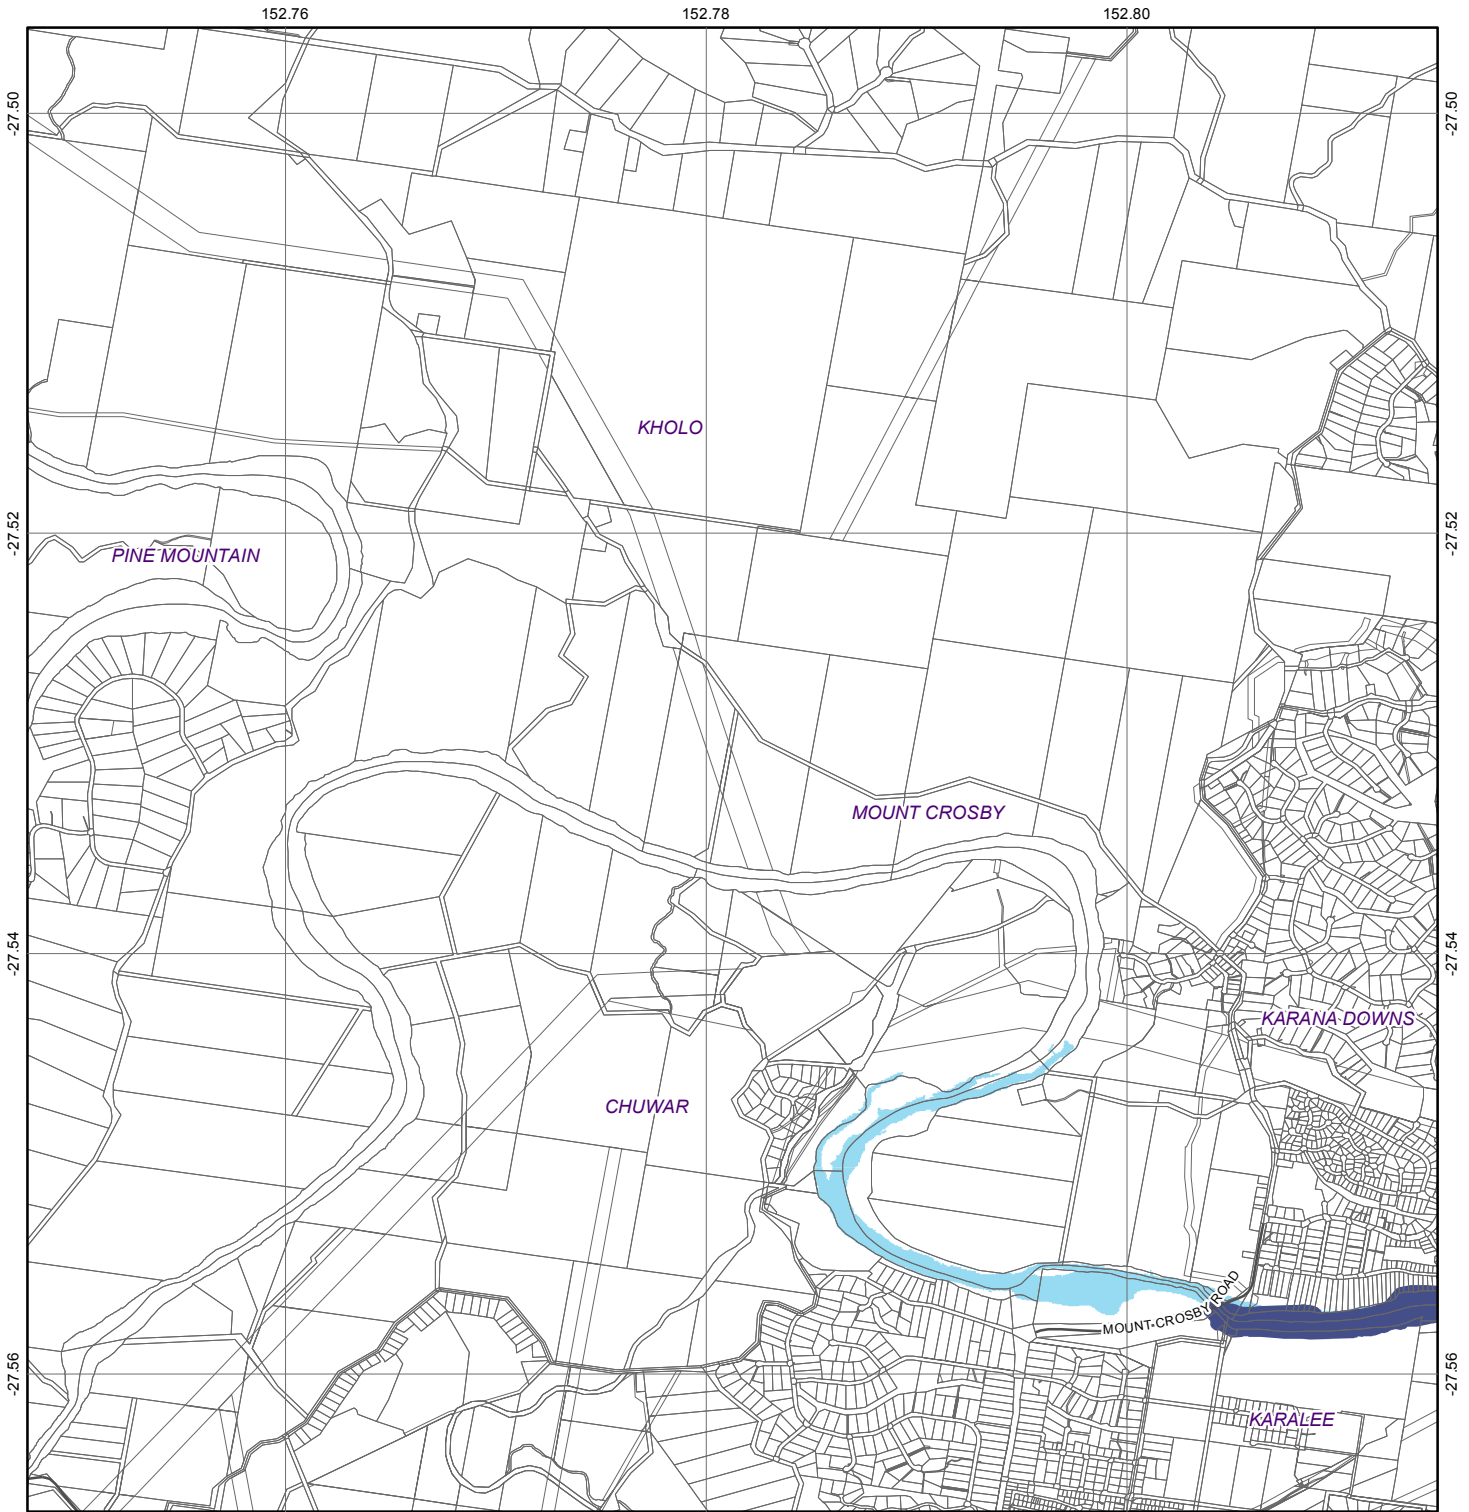 152.76 152.78 152.80
-27.50 -27.50
KHOLO
-27.52 -27.52
PINE MOUNTAIN
MOUNT CROSBY
-27.54 -27.54
KARANA DOWNS
CHUWAR
MOUNT CROSBY ROAD
-27.56 -27.56
KARALEE